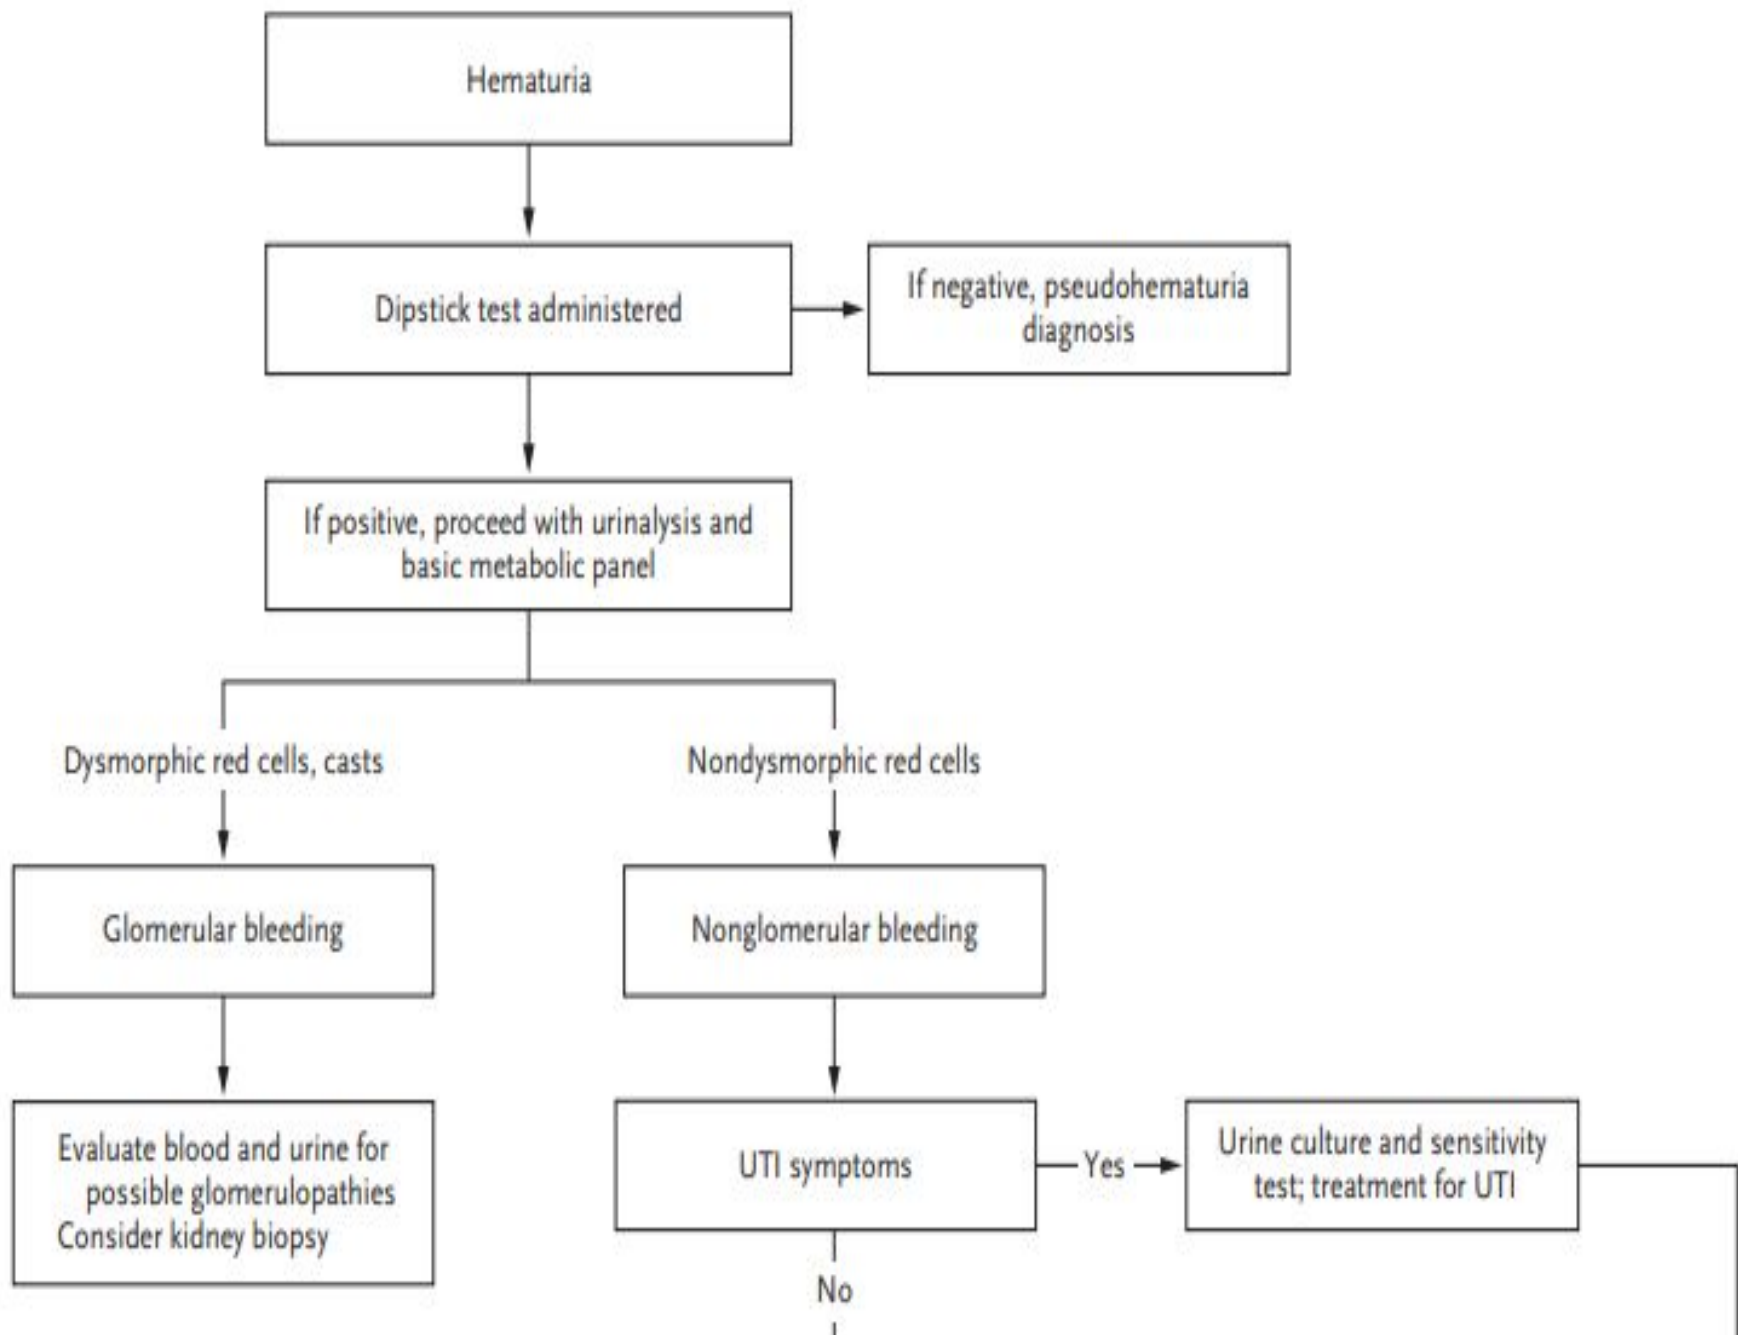 Hematuria
Dipstick test administered
If negative, pseudohematuria
diagnosis
If positive, proceed with urinalysis and
basic metabolic panel
Dysmorphic red cells, casts
Nondysmorphic red cells
Glomerular bleeding
Nonglomerular bleeding
Evaluate blood and urine for
possible glomerulopathies
Consider kidney biopsy
UTI symptoms
Yes
Urine culture and sensitivity
test; treatment for UTI
No